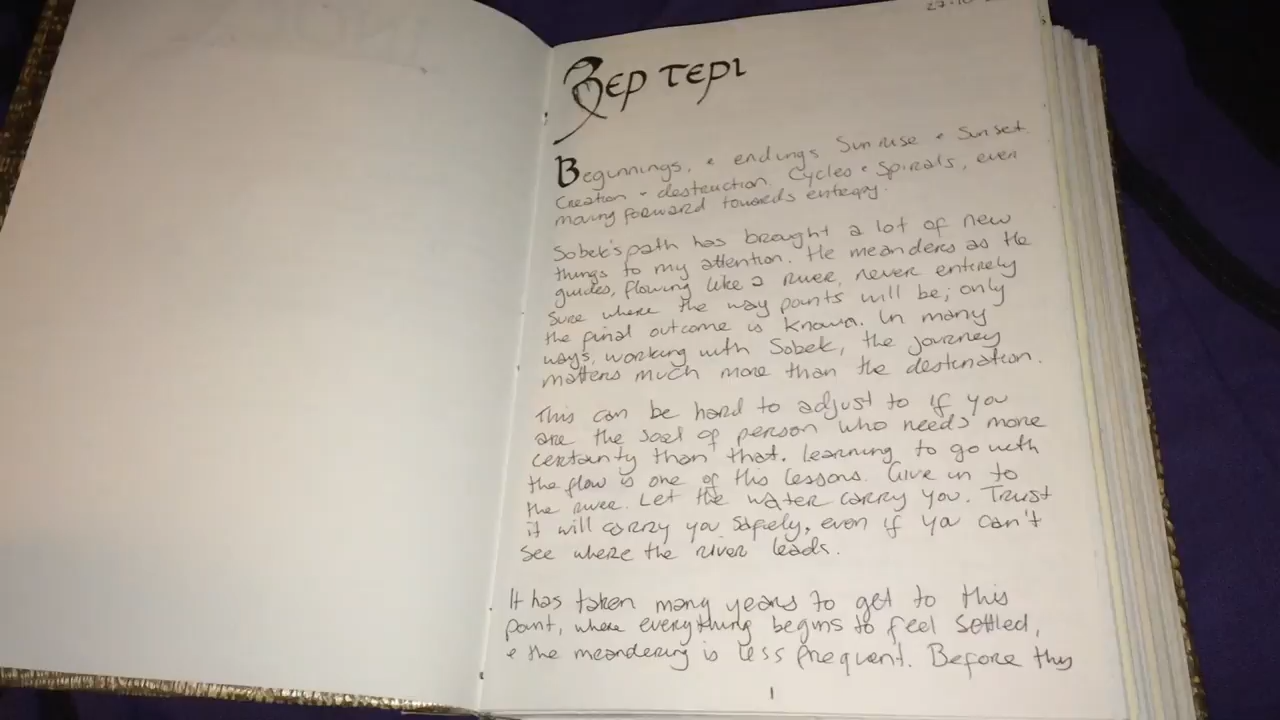 27.10
Zep Tepi
Beginnings, & endings. Sunrise & Sunset.
Creation & destruction. Cycles & Spirals, even
moving forward towards entropy.
Sobek's path has brought a lot of new
things to my attention. He meanders as He
guides, flowing like a river, never entirely
sure where the way points will be; only
the final outcome is known. In many
ways, working with Sobek, the journey
matters much more than the destination.
This can be hard to adjust to if you
are the sort of person who needs more
certainty than that. Learning to go with
the flow is one of His lessons. Give in to
the river. Let the water carry you. Trust
it will carry you safely, even if you can't
see where the river leads.
It has taken many years to get to this
point, where everything begins to feel settled,
& the meandering is less frequent. Before this
1